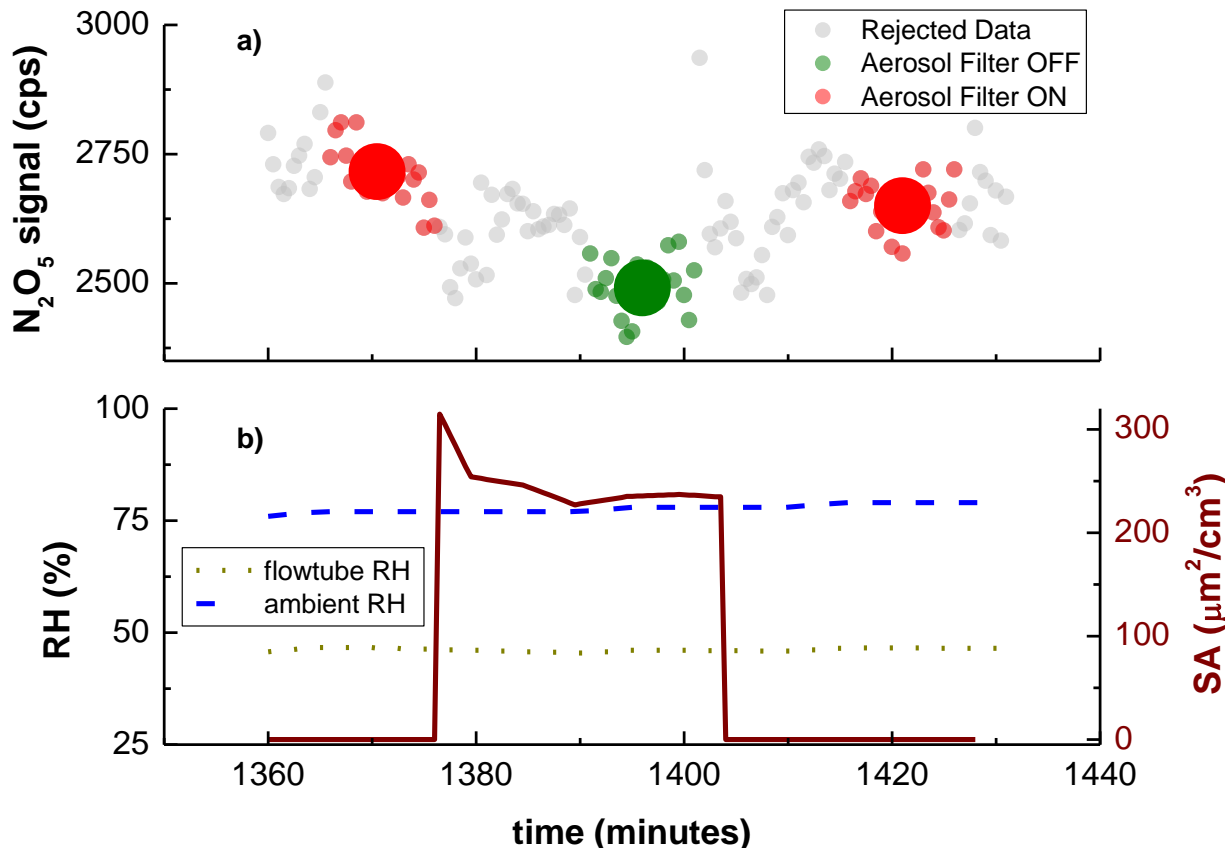 3000
2750
2500
N₂O₅ signal (cps)
a)
Rejected Data
Aerosol Filter OFF
Aerosol Filter ON
100
75
50
25
RH (%)
b)
flowtube RH
ambient RH
300
200
100
0
SA (μm²/cm³)
1360
1380
1400
1420
1440
time (minutes)